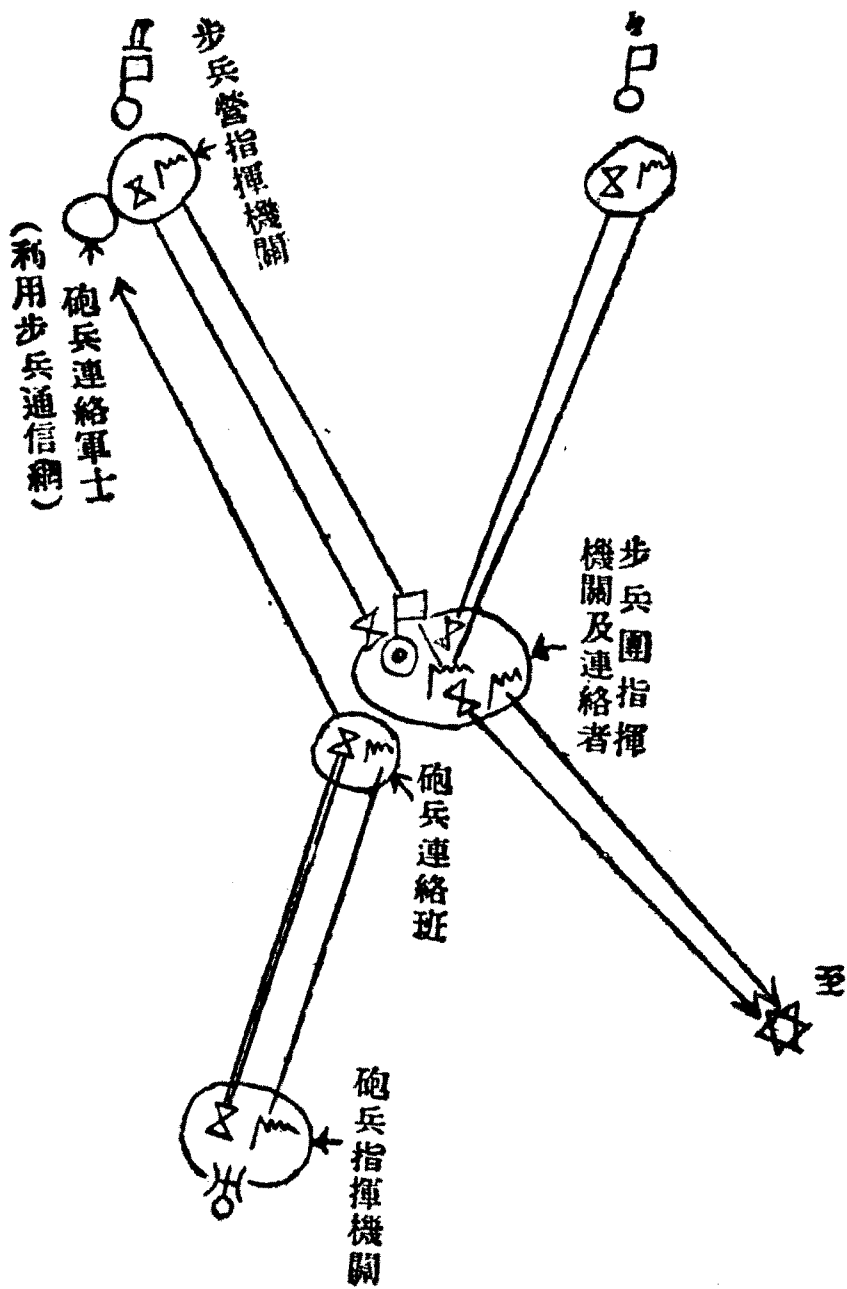 步兵營指揮機關
砲兵連絡軍士
（利用步兵通信網）
步兵團指揮
機關及連絡者
砲兵連絡班
至
砲兵指揮機關